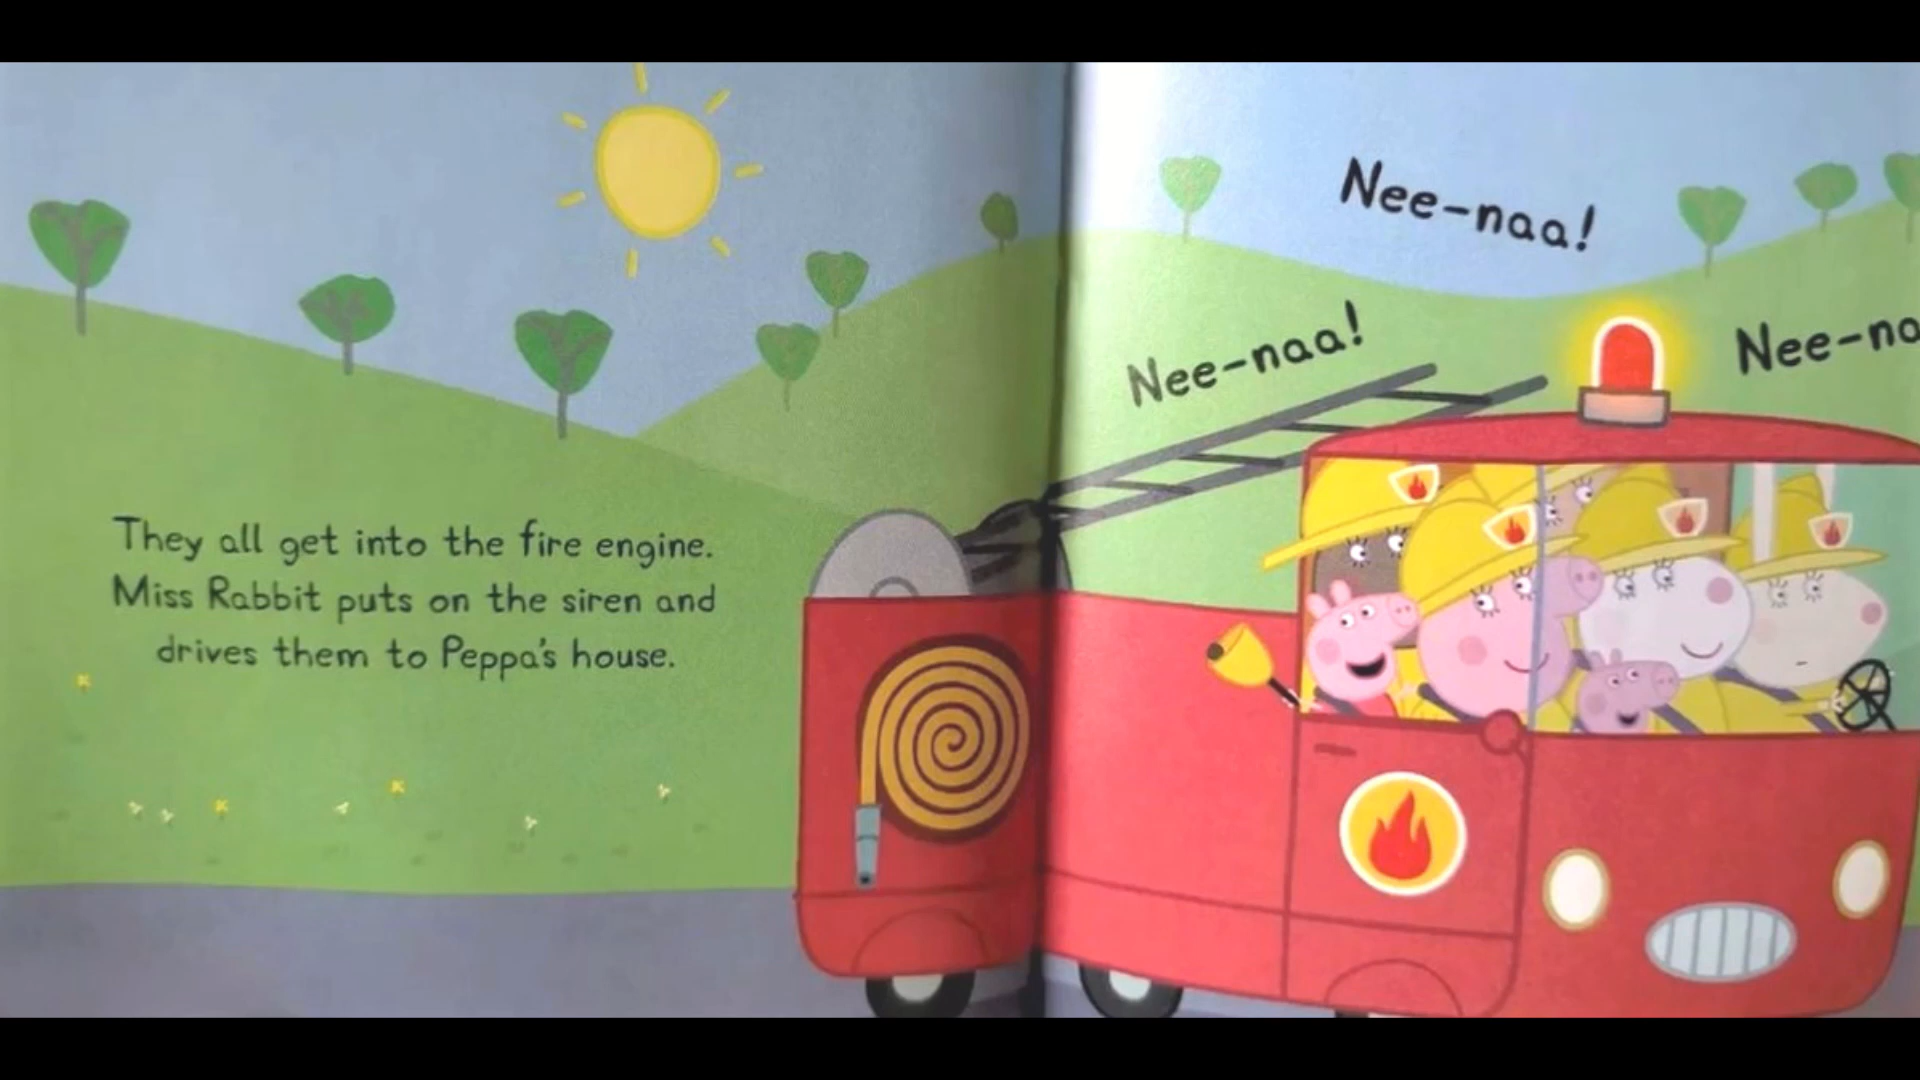 They all get into the fire engine.
Miss Rabbit puts on the siren and
drives them to Peppa's house.
Nee-naa!
Nee-naa!